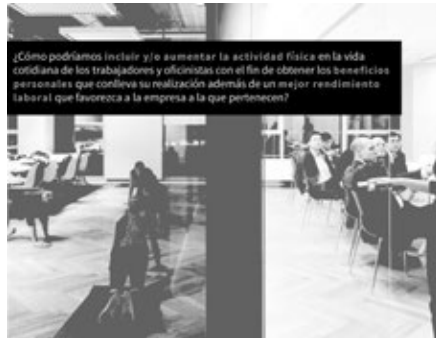 ¿Cómo podríamos incluir y/o aumentar la actividad física en la vida
cotidiana de los trabajadores y oficinistas con el fin de obtener los beneficios
personales que conlleva su realización además de un mejor rendimiento
laboral que favorezca a la empresa a la que pertenecen?